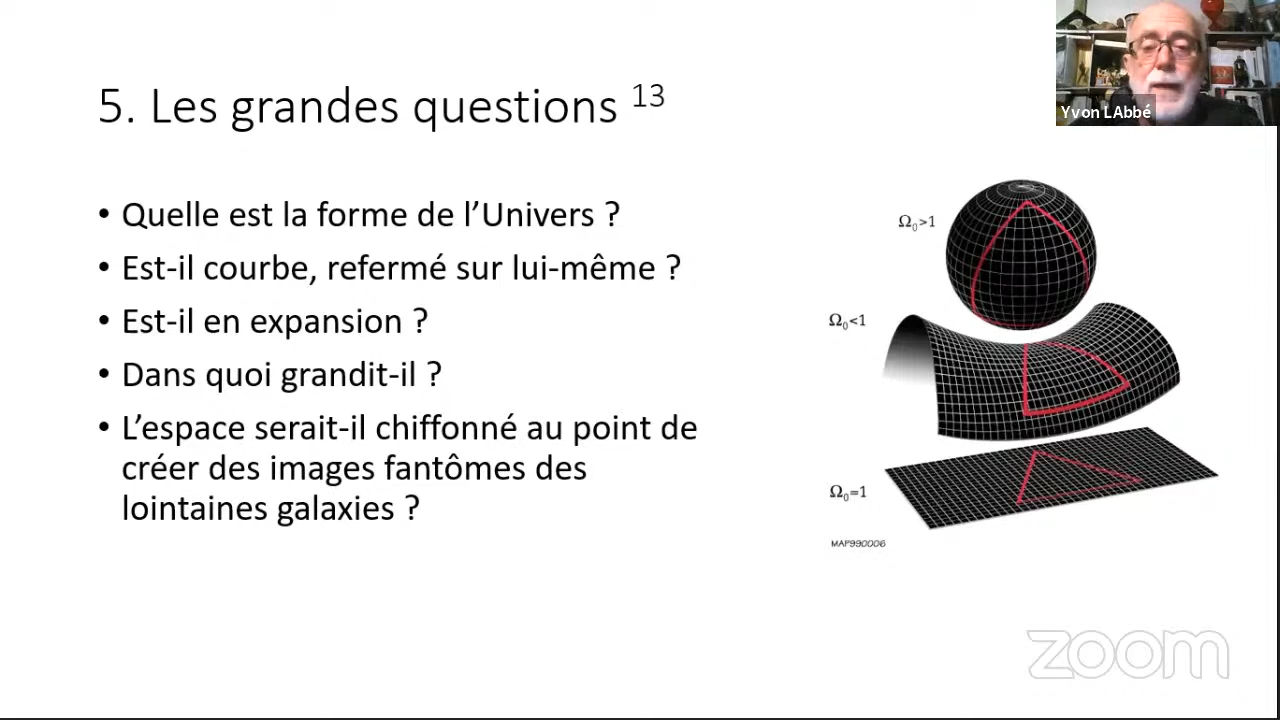 5. Les grandes questions 13
Yvon LAbbé
• Quelle est la forme de l’Univers ?
• Est-il courbe, refermé sur lui-même ?
• Est-il en expansion ?
• Dans quoi grandit-il ?
• L’espace serait-il chiffonné au point de
créer des images fantômes des
lointaines galaxies ?
Ω0>1
Ω0<1
Ω0=1
MAP990006
zoom